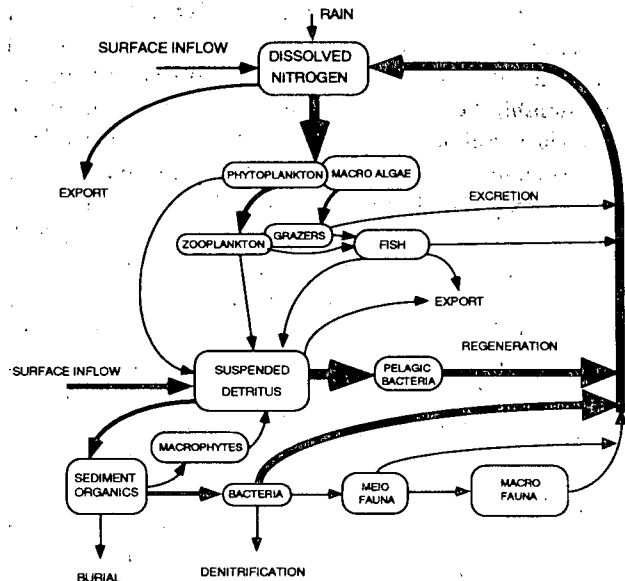 RAIN
SURFACE INFLOW
DISSOLVED
NITROGEN
EXPORT
PHYTOPLANKTON
MACRO ALGAE
EXCRETION
GRAZERS
ZOOPLANKTON
FISH
EXPORT
REGENERATION
SURFACE INFLOW
SUSPENDED
DETRITUS
PELAGIC
BACTERIA
MACROPHYTES
SEDIMENT
ORGANICS
BACTERIA
MEIO
FAUNA
MACRO
FAUNA
BURIAL
DENITRIFICATION